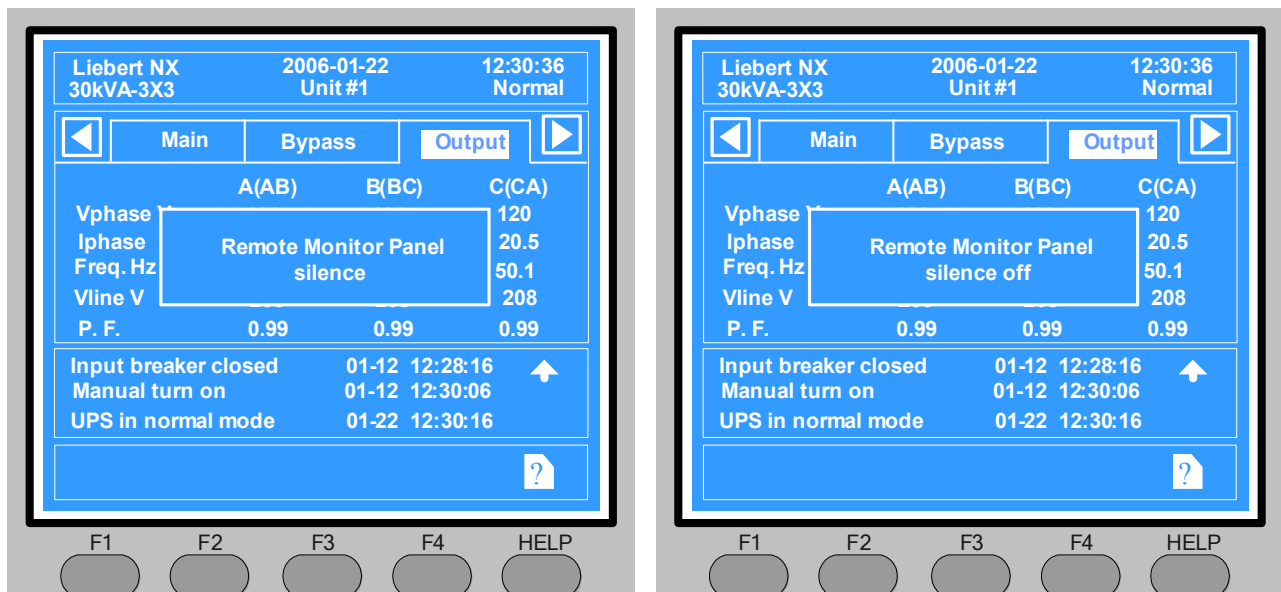 Liebert NX 2006-01-22 12:30:36
30kVA-3X3 Unit #1 Normal
Main Bypass Output
A(AB) B(BC) C(CA)
Vphase 120
Remote Monitor Panel
silence
Iphase 20.5
Freq. Hz 50.1
Vline V 208
P. F. 0.99 0.99 0.99
Input breaker closed 01-12 12:28:16
Manual turn on 01-12 12:30:06
UPS in normal mode 01-22 12:30:16
?
F1 F2 F3 F4 HELP
Liebert NX 2006-01-22 12:30:36
30kVA-3X3 Unit #1 Normal
Main Bypass Output
A(AB) B(BC) C(CA)
Vphase 120
Remote Monitor Panel
silence off
Iphase 20.5
Freq. Hz 50.1
Vline V 208
P. F. 0.99 0.99 0.99
Input breaker closed 01-12 12:28:16
Manual turn on 01-12 12:30:06
UPS in normal mode 01-22 12:30:16
?
F1 F2 F3 F4 HELP